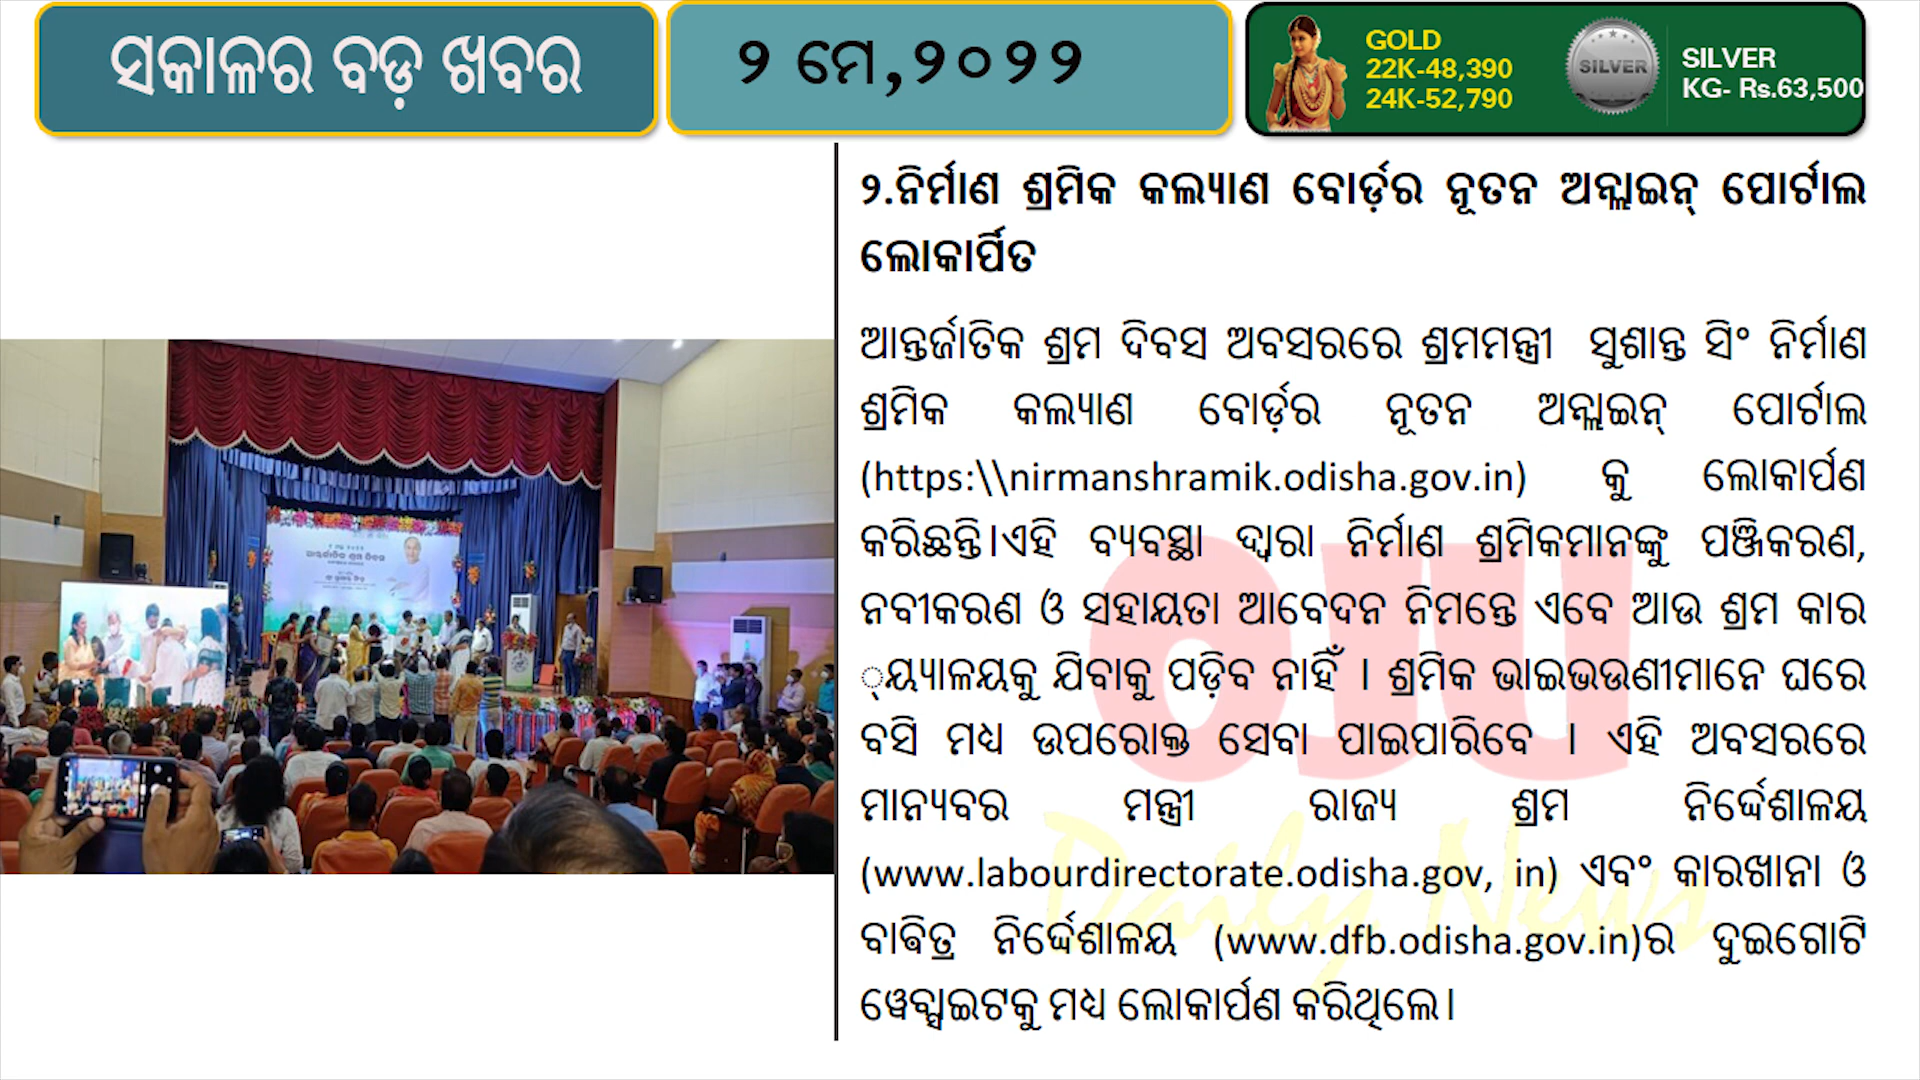 ସକାଳର ବଡ଼ ଖବର
୨ ମେ,୨୦୨୨
GOLD
22K-48,390
24K-52,790
SILVER
SILVER
KG- Rs.63,500
୨.ନିର୍ମାଣ ଶ୍ରମିକ କଲ୍ୟାଣ ବୋର୍ଡ଼ର ନୂତନ ଅନ୍ଲାଇନ୍ ପୋର୍ଟାଲ
ଲୋକାର୍ପିତ
ଆନ୍ତର୍ଜାତିକ ଶ୍ରମ ଦିବସ ଅବସରରେ ଶ୍ରମମନ୍ତ୍ରୀ ସୁଶାନ୍ତ ସିଂ ନିର୍ମାଣ
ଶ୍ରମିକ କଲ୍ୟାଣ ବୋର୍ଡ଼ର ନୂତନ ଅନ୍ଲାଇନ୍ ପୋର୍ଟାଲ
(https:\\nirmanshramik.odisha.gov.in) କୁ ଲୋକାର୍ପଣ
କରିଛନ୍ତି।ଏହି ବ୍ୟବସ୍ଥା ଦ୍ୱାରା ନିର୍ମାଣ ଶ୍ରମିକମାନଙ୍କୁ ପଞ୍ଜିକରଣ,
ନବୀକରଣ ଓ ସହାୟତା ଆବେଦନ ନିମନ୍ତେ ଏବେ ଆଉ ଶ୍ରମ କାର
୍ୟ୍ୟାଳୟକୁ ଯିବାକୁ ପଡ଼ିବ ନାହିଁ । ଶ୍ରମିକ ଭାଇଭଉଣୀମାନେ ଘରେ
ବସି ମଧ୍ୟ ଉପରୋକ୍ତ ସେବା ପାଇପାରିବେ । ଏହି ଅବସରରେ
ମାନ୍ୟବର ମନ୍ତ୍ରୀ ରାଜ୍ୟ ଶ୍ରମ ନିର୍ଦ୍ଦେଶାଳୟ
(www.labourdirectorate.odisha.gov, in) ଏବଂ କାରଖାନା ଓ
ବାଷ୍ପିତ୍ର ନିର୍ଦ୍ଦେଶାଳୟ (www.dfb.odisha.gov.in)ର ଦୁଇଗୋଟି
ୱେବ୍ସାଇଟକୁ ମଧ୍ୟ ଲୋକାର୍ପଣ କରିଥିଲେ।
OTU
Daily News